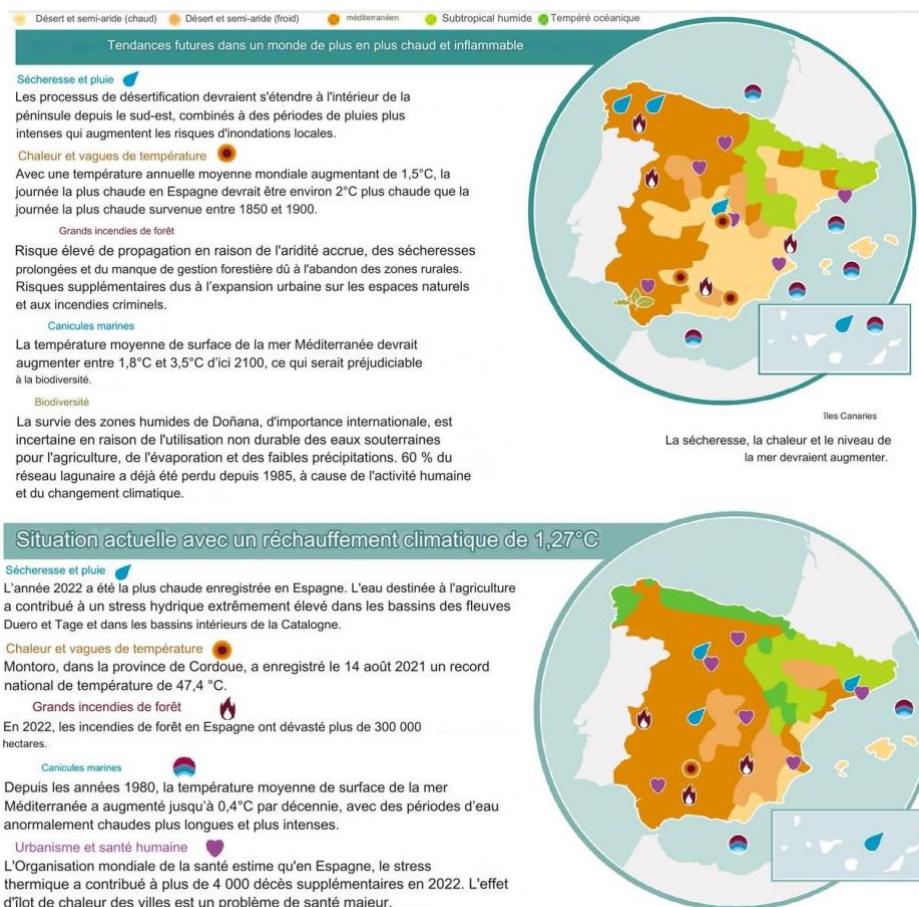 Désert et semi-aride (chaud) Désert et semi-aride (froid) méditerranéen Subtropical humide Tempéré océanique
Tendances futures dans un monde de plus en plus chaud et inflammable
Sécheresse et pluie
Les processus de désertification devraient s'étendre à l'intérieur de la
péninsule depuis le sud-est, combinés à des périodes de pluies plus
intenses qui augmentent les risques d'inondations locales.
Chaleur et vagues de température
Avec une température annuelle moyenne mondiale augmentant de 1,5°C, la
journée la plus chaude en Espagne devrait être environ 2°C plus chaude que la
journée la plus chaude survenue entre 1850 et 1900.
Grands incendies de forêt
Risque élevé de propagation en raison de l'aridité accrue, des sécheresses
prolongées et du manque de gestion forestière dû à l'abandon des zones rurales.
Risques supplémentaires dus à l'expansion urbaine sur les espaces naturels
et aux incendies criminels.
Canicules marines
La température moyenne de surface de la mer Méditerranée devrait
augmenter entre 1,8°C et 3,5°C d'ici 2100, ce qui serait préjudiciable
à la biodiversité.
Biodiversité
La survie des zones humides de Doñana, d'importance internationale, est
incertaine en raison de l'utilisation non durable des eaux souterraines
pour l'agriculture, de l'évaporation et des faibles précipitations. 60 % du
réseau lagunaire a déjà été perdu depuis 1985, à cause de l'activité humaine
et du changement climatique.
Îles Canaries
La sécheresse, la chaleur et le niveau de
la mer devraient augmenter.
Situation actuelle avec un réchauffement climatique de 1,27°C
Sécheresse et pluie
L'année 2022 a été la plus chaude enregistrée en Espagne. L'eau destinée à l'agriculture
a contribué à un stress hydrique extrêmement élevé dans les bassins des fleuves
Duero et Tage et dans les bassins intérieurs de la Catalogne.
Chaleur et vagues de température
Montoro, dans la province de Cordoue, a enregistré le 14 août 2021 un record
national de température de 47,4 °C.
Grands incendies de forêt
En 2022, les incendies de forêt en Espagne ont dévasté plus de 300 000
hectares.
Canicules marines
Depuis les années 1980, la température moyenne de surface de la mer
Méditerranée a augmenté jusqu'à 0,4°C par décennie, avec des périodes d'eau
anormalement chaudes plus longues et plus intenses.
Urbanisme et santé humaine
L'Organisation mondiale de la santé estime qu'en Espagne, le stress
thermique a contribué à plus de 4 000 décès supplémentaires en 2022. L'effet
d'îlot de chaleur des villes est un problème de santé majeur.